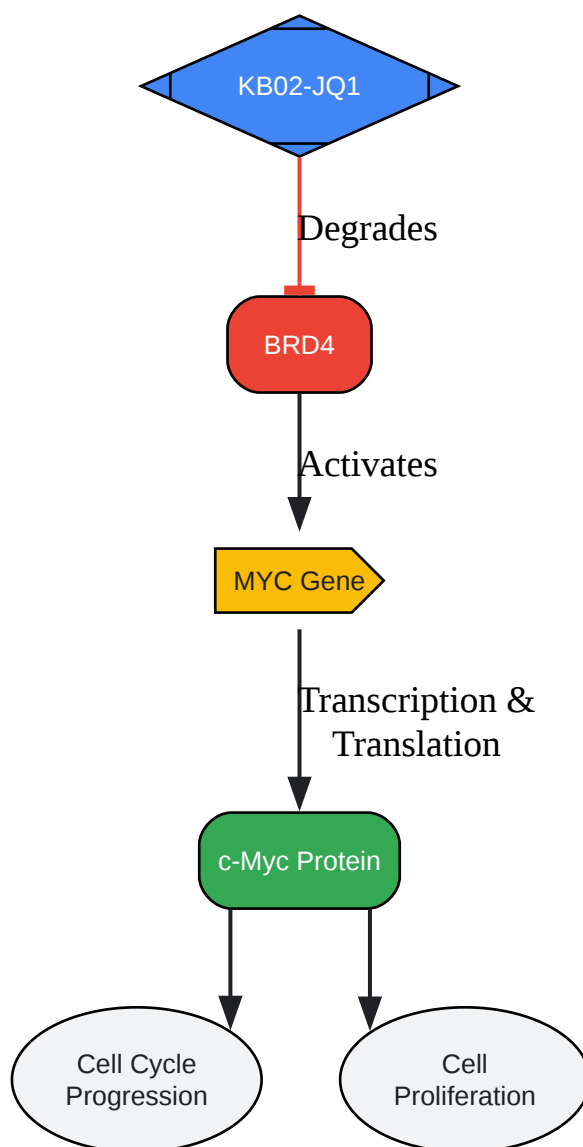 KB02-JQ1
Degrades
BRD4
Activates
MYC Gene
Transcription &
Translation
c-Myc Protein
Cell Cycle
Progression
Cell
Proliferation